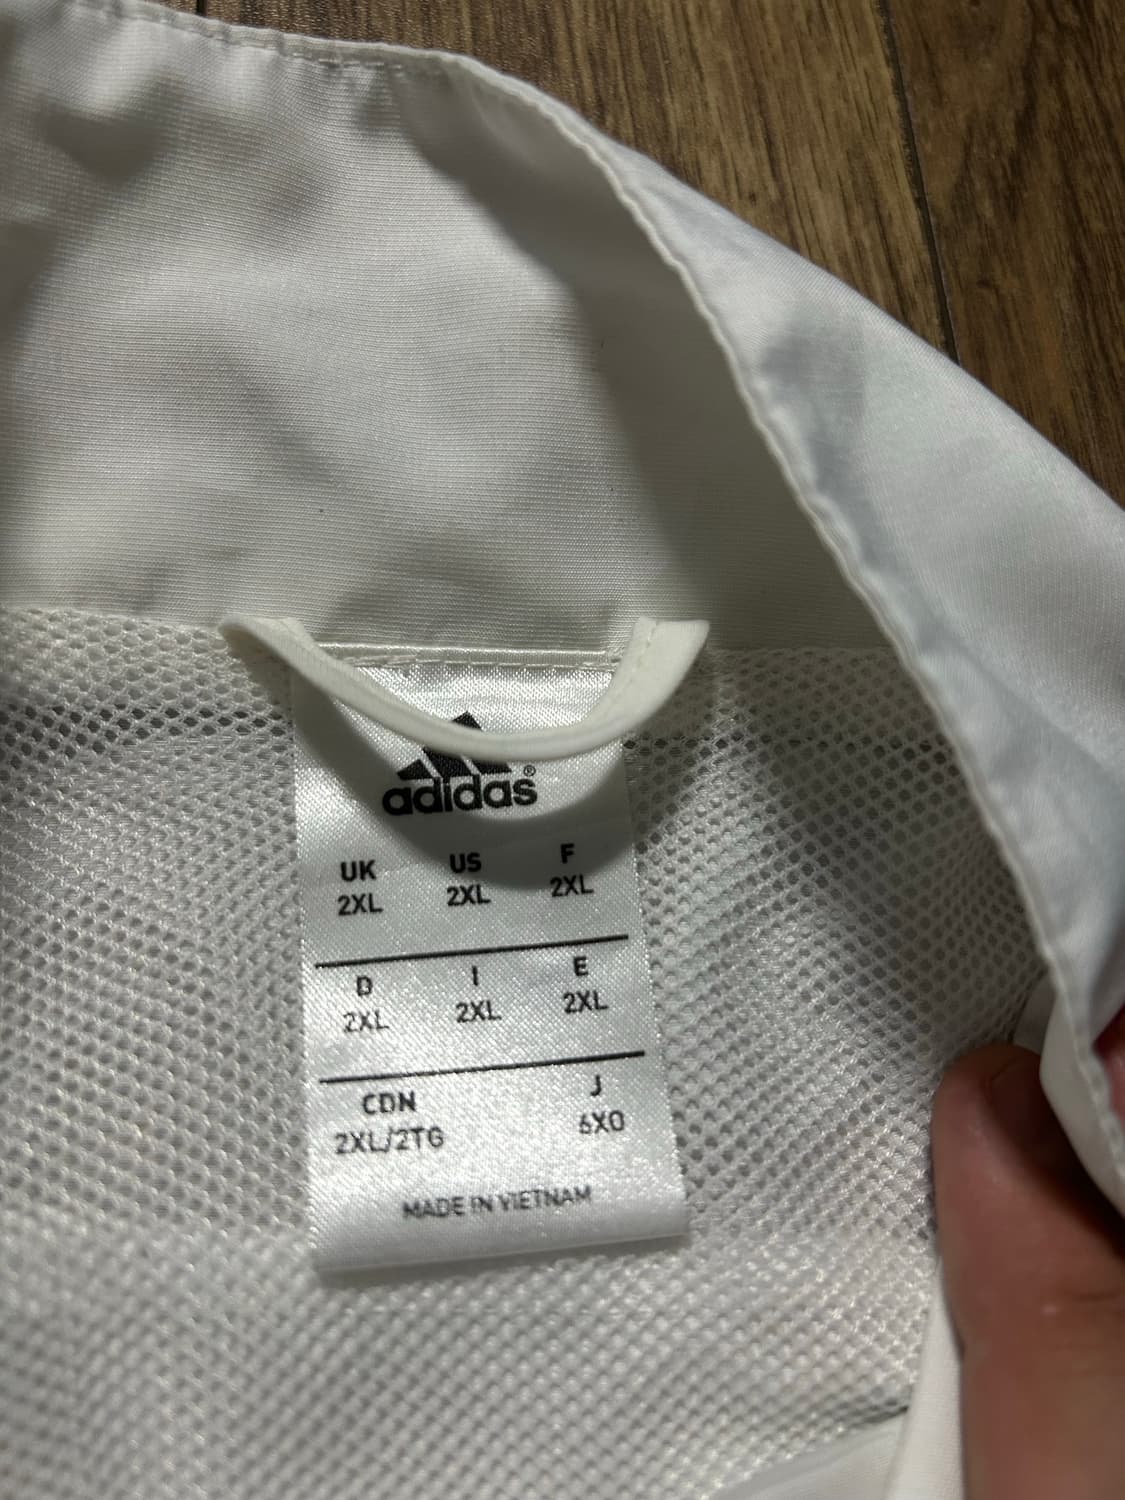 adidas®
UK US F
2XL 2XL 2XL
D I E
2XL 2XL 2XL
CDN J
2XL/2TG 6XO
MADE IN VIETNAM